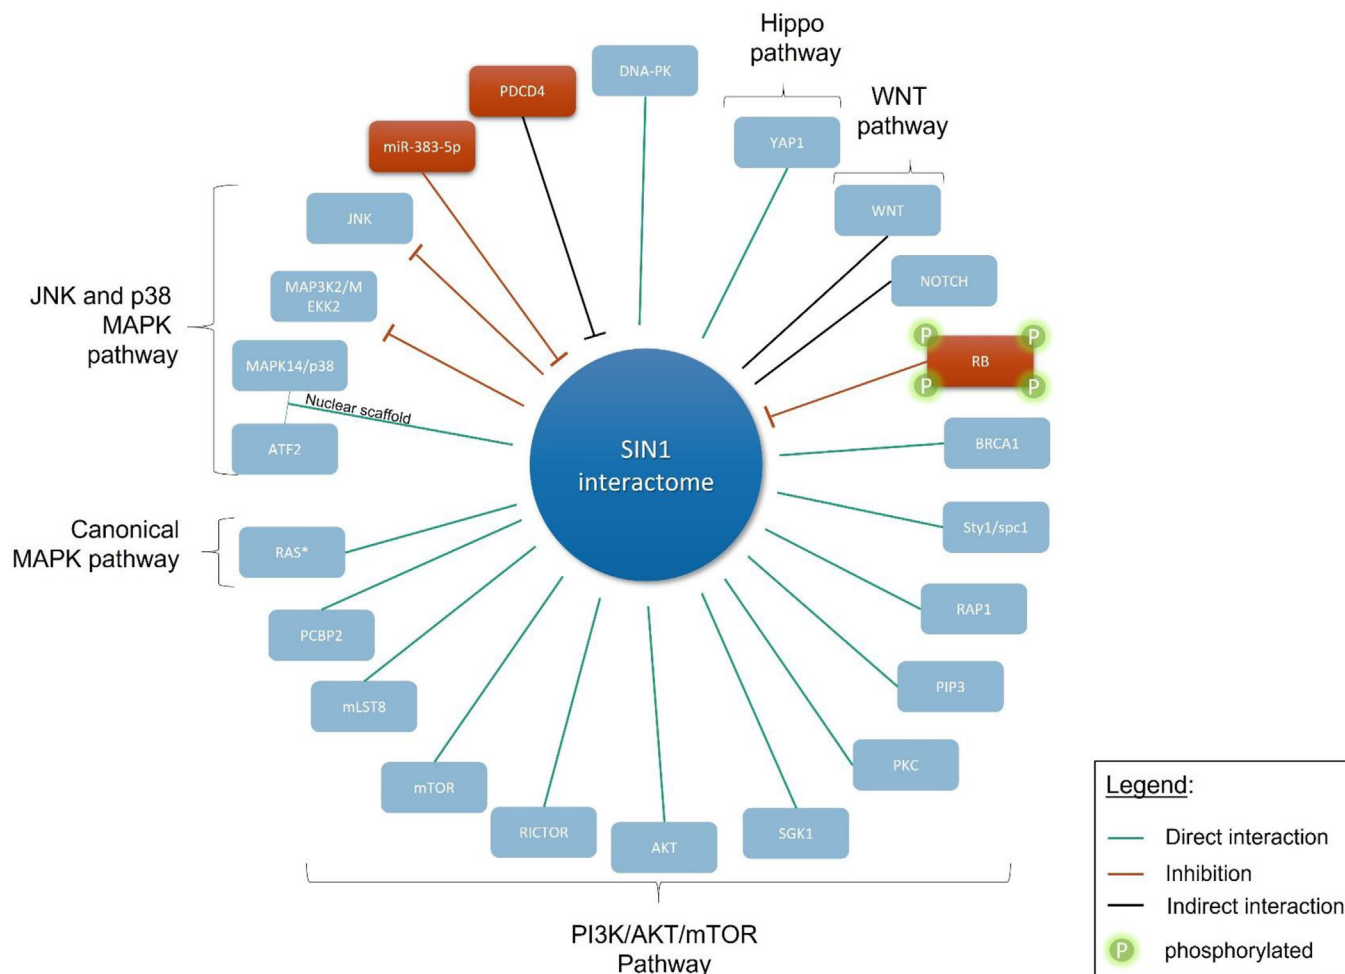 Hippo
pathway
WNT
pathway
DNA-PK
PDCD4
YAP1
miR-383-5p
WNT
JNK
NOTCH
MAP3K2/M
EKK2
JNK and p38
MAPK
pathway
P
P
RB
P
P
MAPK14/p38
Nuclear scaffold
ATF2
SIN1
interactome
BRCA1
Sty1/spc1
Canonical
MAPK pathway
RAS*
RAP1
PCBP2
PIP3
mLST8
PKC
mTOR
RICTOR
AKT
SGK1
PI3K/AKT/mTOR
Pathway
Legend:
Direct interaction
Inhibition
Indirect interaction
P
phosphorylated